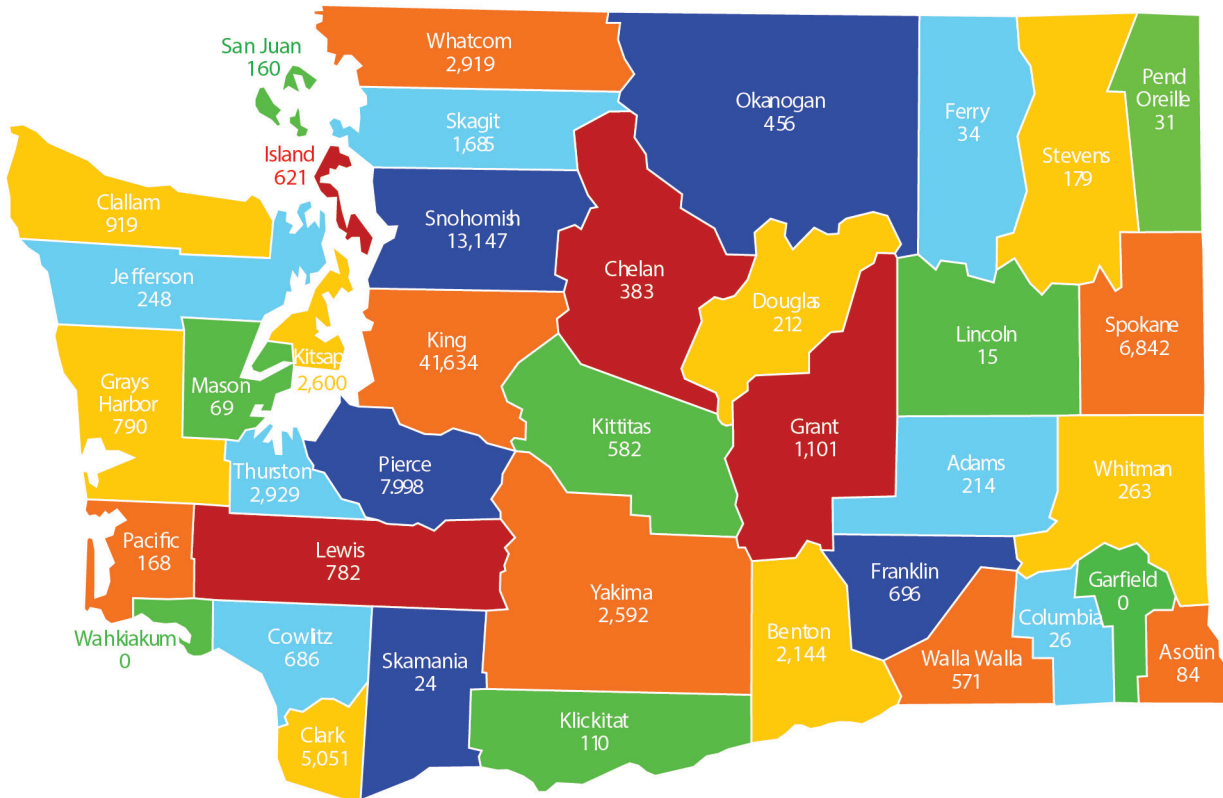 San Juan
160
Whatcom
2,919
Okanogan
456
Ferry
34
Pend
Oreille
31
Skagit
1,685
Stevens
179
Island
621
Clallam
919
Snohomish
13,147
Jefferson
248
Chelan
383
Douglas
212
Lincoln
15
Spokane
6,842
King
41,634
Kitsap
2,600
Mason
69
Grays
Harbor
790
Kittitas
582
Grant
1,101
Adams
214
Whitman
263
Thurston
2,929
Pierce
7.998
Pacific
168
Lewis
782
Yakima
2,592
Franklin
696
Garfield
0
Columbia
26
Wahkiakum
0
Cowlitz
686
Skamania
24
Benton
2,144
Walla Walla
571
Asotin
84
Clark
5,051
Klickitat
110